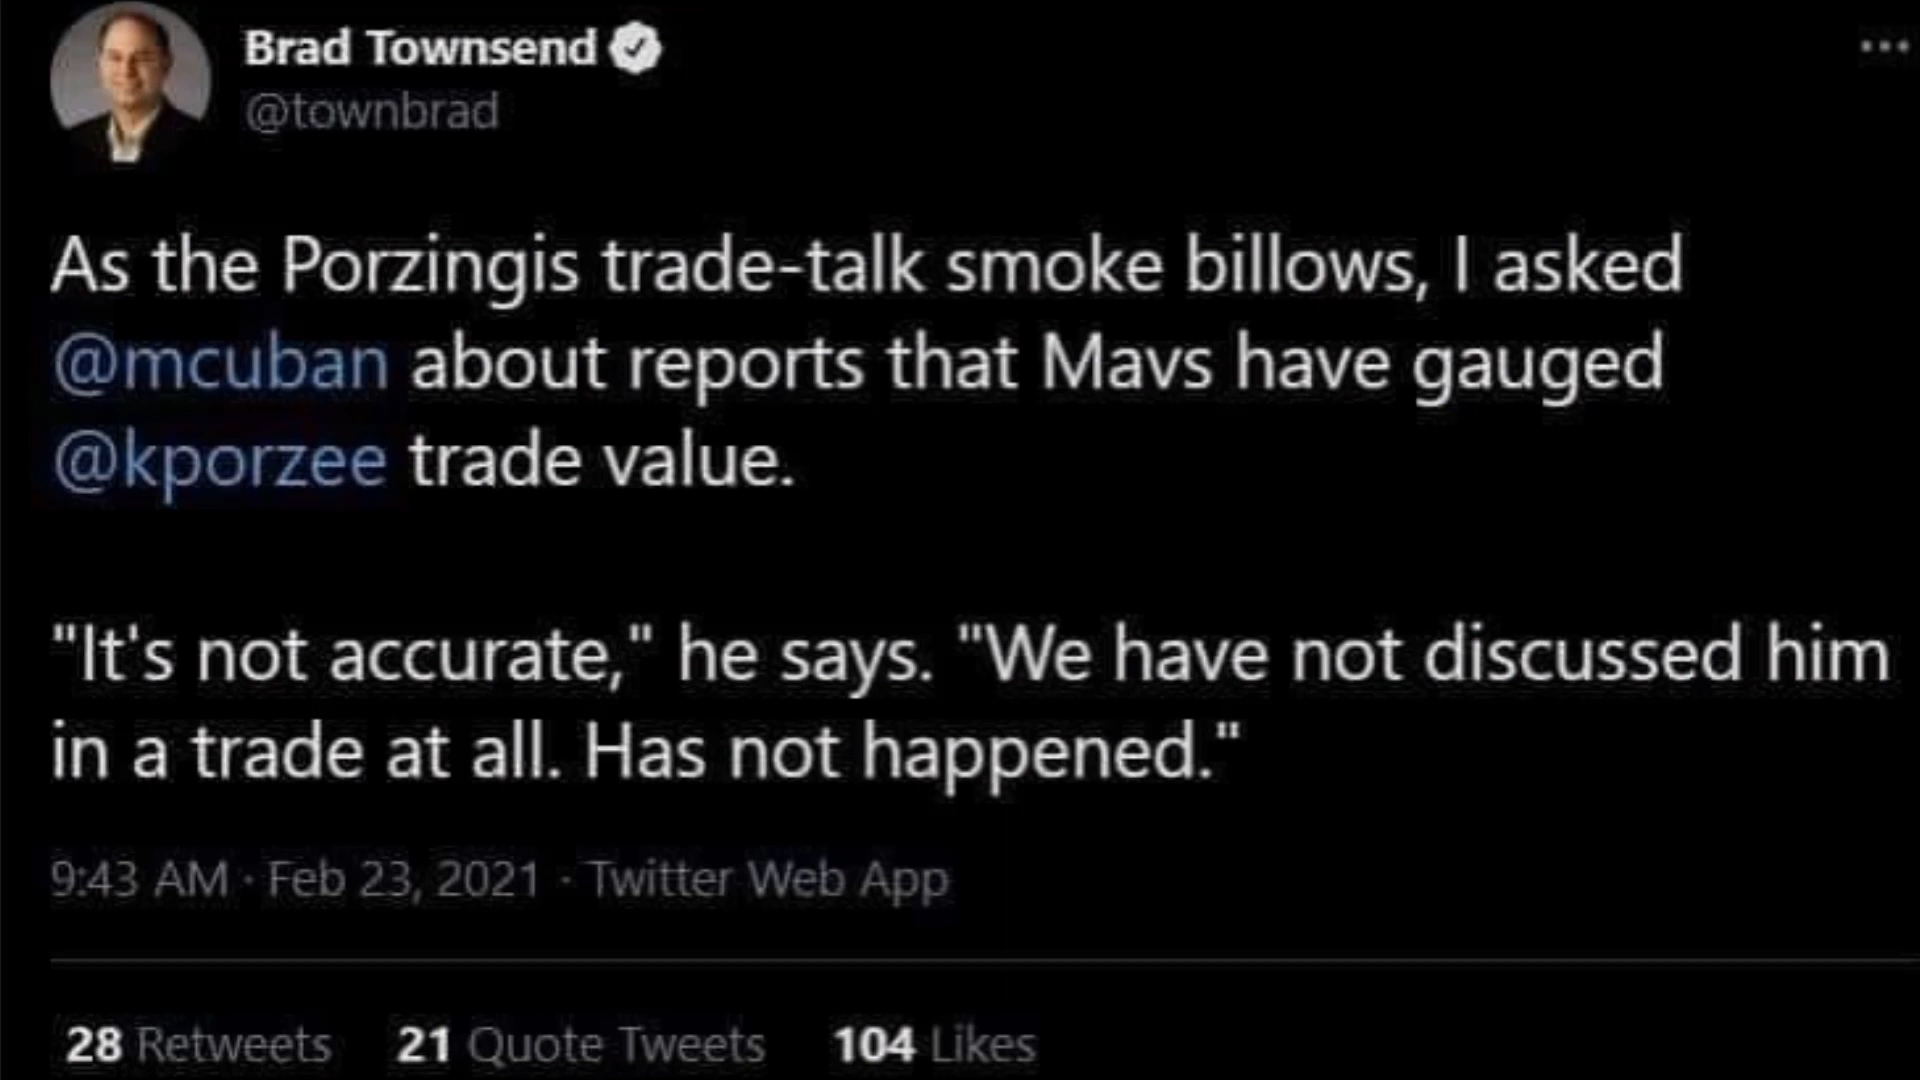 Brad Townsend
@townbrad
As the Porzingis trade-talk smoke billows, I asked
@mcuban about reports that Mavs have gauged
@kporzee trade value.
"It's not accurate," he says. "We have not discussed him
in a trade at all. Has not happened."
9:43 AM · Feb 23, 2021 · Twitter Web App
28 Retweets 21 Quote Tweets 104 Likes